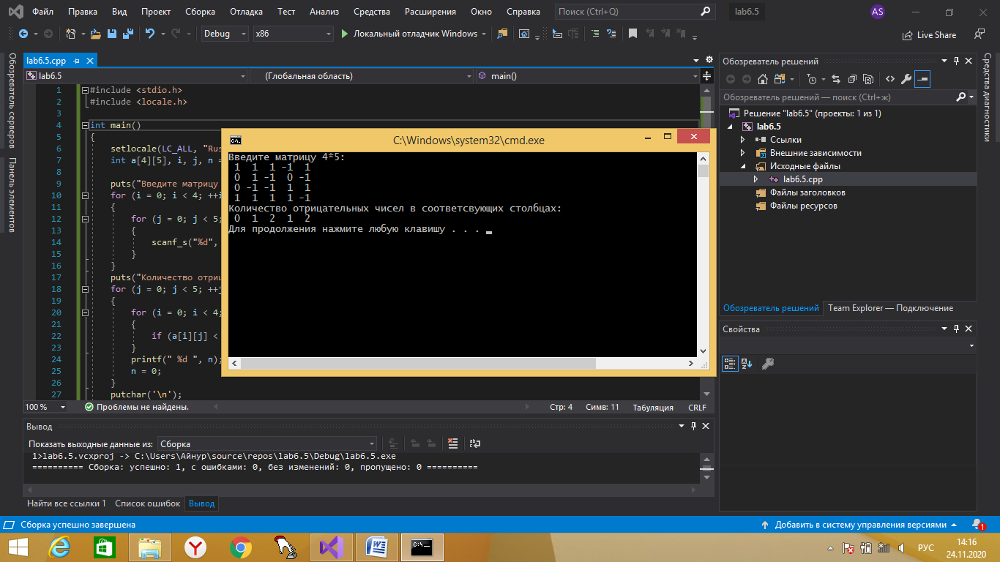 Файл Правка Вид Проект Сборка Отладка Тест Анализ Средства Расширения Окно Справка Поиск (Ctrl+Q) lab6.5 AS
Debug x86 Локальный отладчик Windows Live Share
Обозреватель серверов
Панель элементов
lab6.5.cpp
lab6.5 (Глобальная область) main()
1 #include <stdio.h>
2 #include <locale.h>
3
4 int main()
5 {
6 setlocale(LC_ALL, "Rus
7 int a[4][5], i, j, n =
8
9 puts("Введите матрицу
10 for (i = 0; i < 4; ++i
11 {
12 for (j = 0; j < 5;
13 {
14 scanf_s("%d",
15 }
16 }
17 puts("Количество отриц
18 for (j = 0; j < 5; ++j
19 {
20 for (i = 0; i < 4;
21 {
22 if (a[i][j] <
23 }
24 printf(" %d ", n);
25 n = 0;
26 }
27 putchar('\n');
100 % Проблемы не найдены. Стр: 4 Симв: 11 Табуляция CRLF
C:\Windows\system32\cmd.exe
Введите матрицу 4*5:
1 1 1 -1 1
0 1 -1 0 -1
0 -1 -1 1 1
1 1 1 1 -1
Количество отрицательных чисел в соответсвующих столбцах:
0 1 2 1 2
Для продолжения нажмите любую клавишу . . .
Вывод
Показать выходные данные из: Сборка
1>lab6.5.vcxproj -> C:\Users\Айнур\source\repos\lab6.5\Debug\lab6.5.exe
========== Сборка: успешно: 1, с ошибками: 0, без изменений: 0, пропущено: 0 ==========
Найти все ссылки 1 Список ошибок Вывод
Обозреватель решений
Обозреватель решений — поиск (Ctrl+ж)
Решение "lab6.5" (проекты: 1 из 1)
lab6.5
Ссылки
Внешние зависимости
Исходные файлы
lab6.5.cpp
Файлы заголовков
Файлы ресурсов
Обозреватель решений Team Explorer — Подключение
Свойства
Средства диагностики
Сборка успешно завершена Добавить в систему управления версиями 1
РУС
14:16
24.11.2020